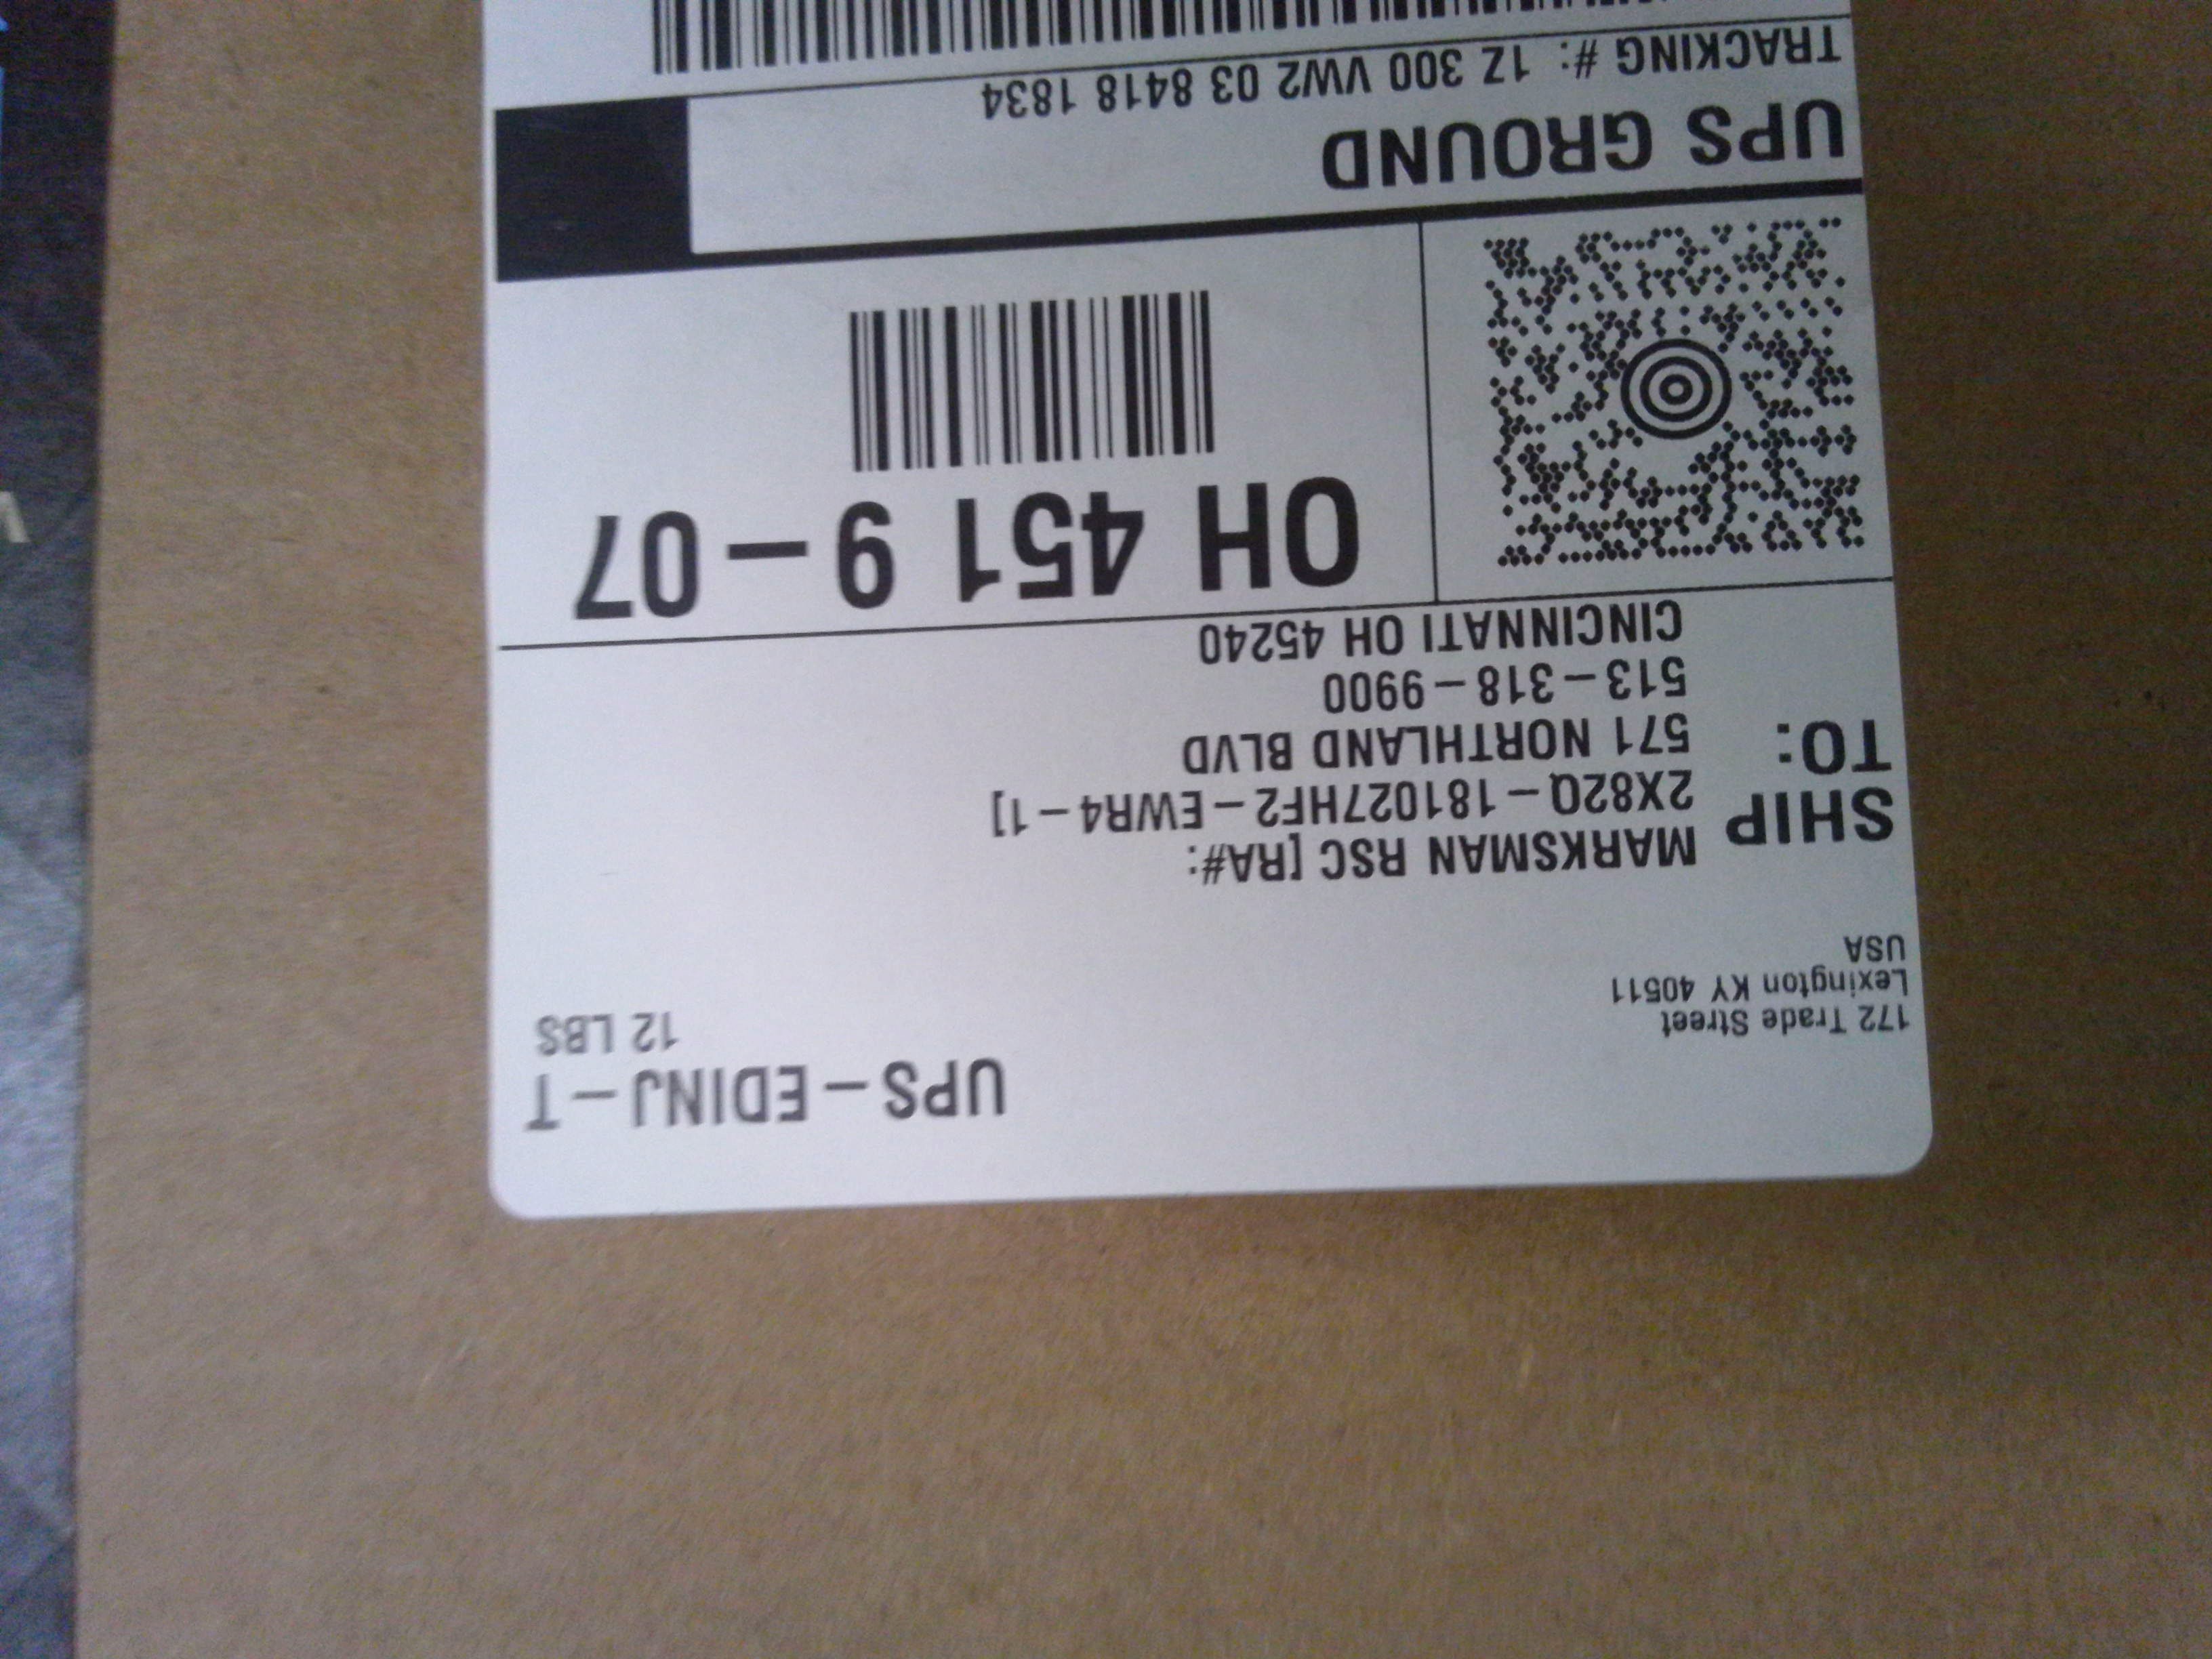 UPS-EDINJ-T
12 LBS
172 Trade Street
Lexington KY 40511
USA
SHIP
TO:
MARKSMAN RSC [RA#:
2X82Q-181027HF2-EWR4-1]
571 NORTHLAND BLVD
513-318-9900
CINCINNATI OH 45240
OH 451 9-07
UPS GROUND
TRACKING #: 1Z 300 VW2 03 8418 1834